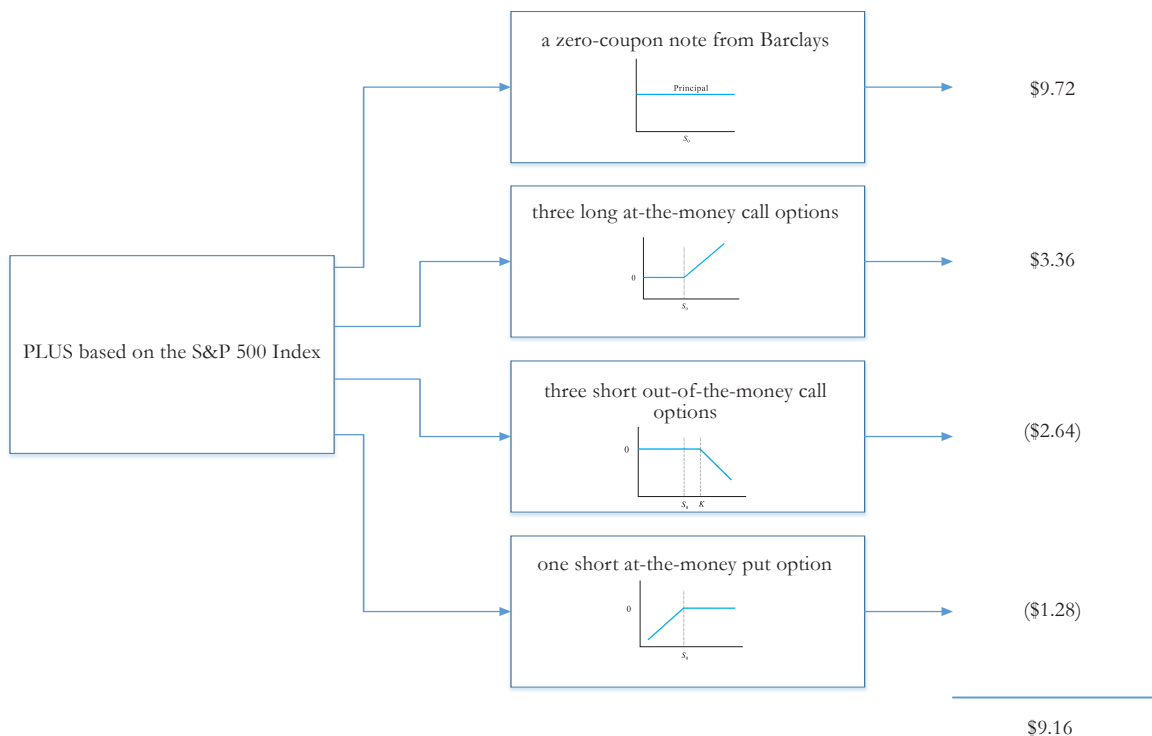 a zero-coupon note from Barclays
Principal
S₀
$9.72
three long at-the-money call options
0
S₀
$3.36
PLUS based on the S&P 500 Index
three short out-of-the-money call
options
0
S₀ K
($2.64)
one short at-the-money put option
0
S₀
($1.28)
$9.16